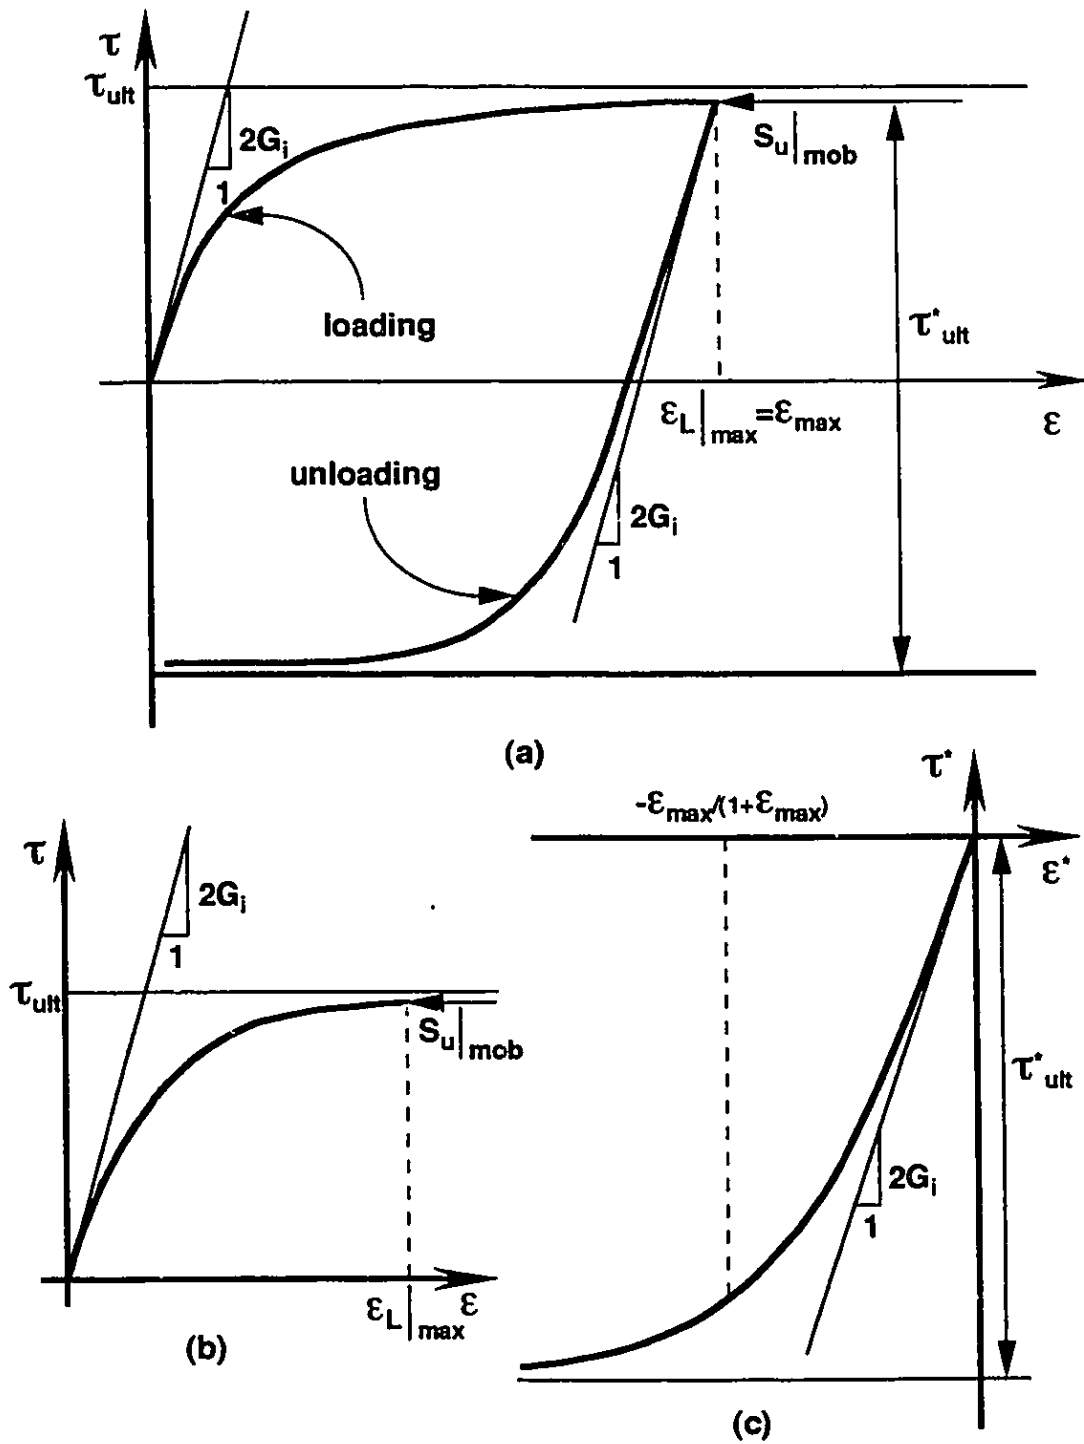 τ
τult
2Gi
1
Su|mob
loading
τ*ult
εL|max=εmax
ε
unloading
2Gi
1
(a)
τ*
-εmax/(1+εmax)
ε*
τ
2Gi
1
τult
Su|mob
τ*ult
2Gi
1
εL|max
ε
(b)
(c)